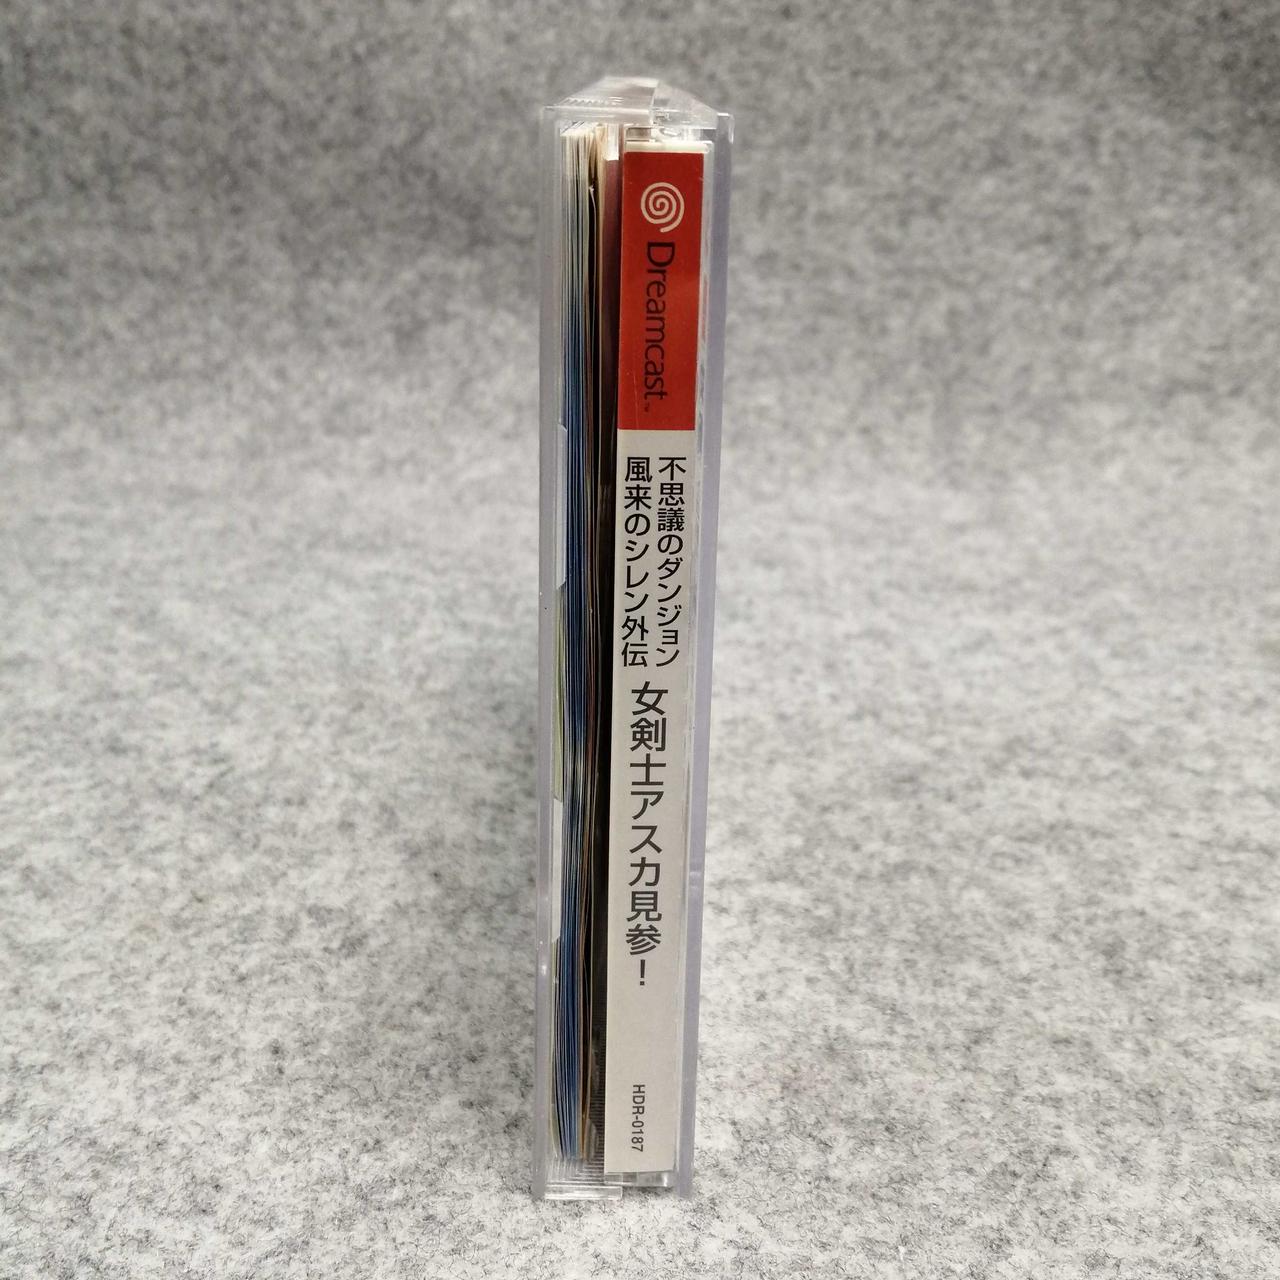 Dreamcast™
不思議のダンジョン
風来のシレン外伝
女剣士アスカ見参！
HDR-0187